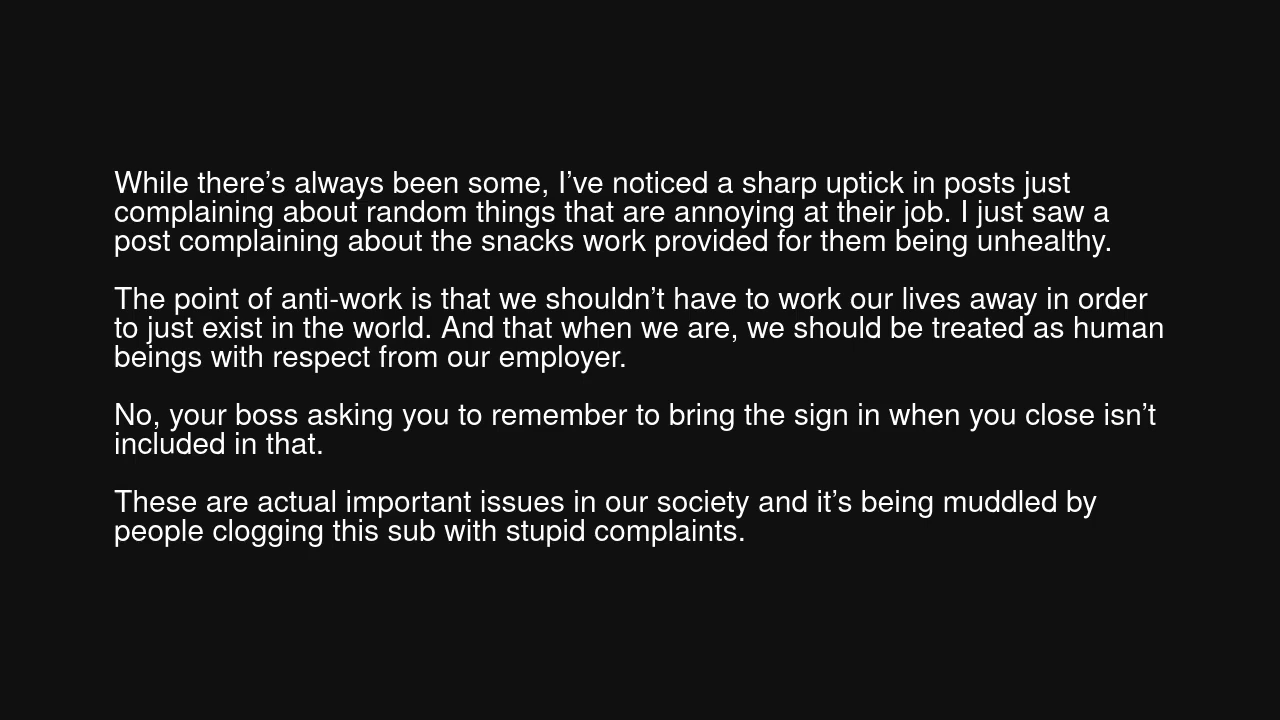 While there’s always been some, I’ve noticed a sharp uptick in posts just
complaining about random things that are annoying at their job. I just saw a
post complaining about the snacks work provided for them being unhealthy.
The point of anti-work is that we shouldn’t have to work our lives away in order
to just exist in the world. And that when we are, we should be treated as human
beings with respect from our employer.
No, your boss asking you to remember to bring the sign in when you close isn’t
included in that.
These are actual important issues in our society and it’s being muddled by
people clogging this sub with stupid complaints.